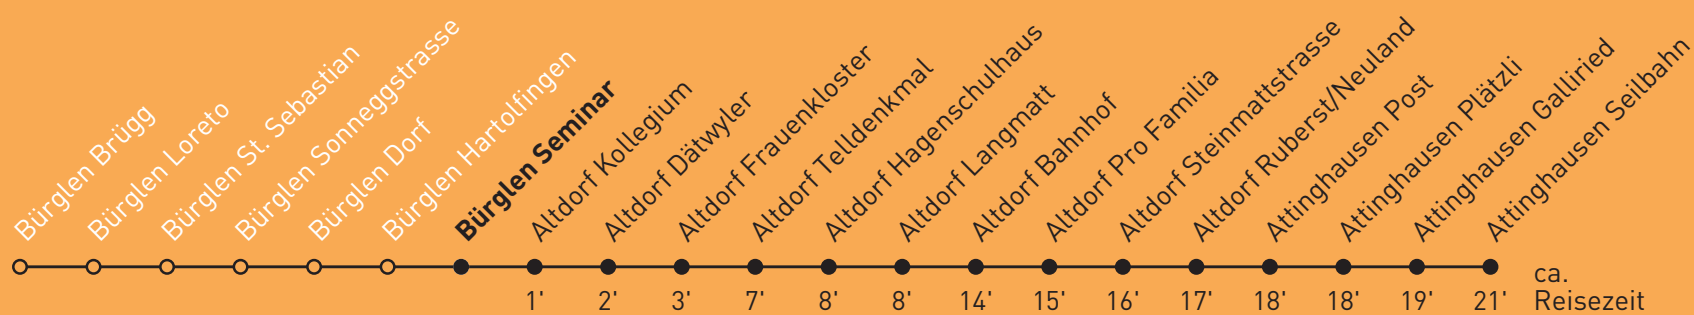 Bürglen Brügg
Bürglen Loreto
Bürglen St. Sebastian
Bürglen Sonneggstrasse
Bürglen Dorf
Bürglen Hartolfingen
Bürglen Seminar
Altdorf Kollegium
Altdorf Dätwyler
Altdorf Frauenkloster
Altdorf Telldenkmal
Altdorf Hagenschulhaus
Altdorf Langmatt
Altdorf Bahnhof
Altdorf Pro Familia
Altdorf Steinmattstrasse
Altdorf Ruberst/Neuland
Attinghausen Post
Attinghausen Plätzli
Attinghausen Galliried
Attinghausen Seilbahn
1' 2' 3' 7' 8' 8' 14' 15' 16' 17' 18' 18' 19' 21'
ca.
Reisezeit